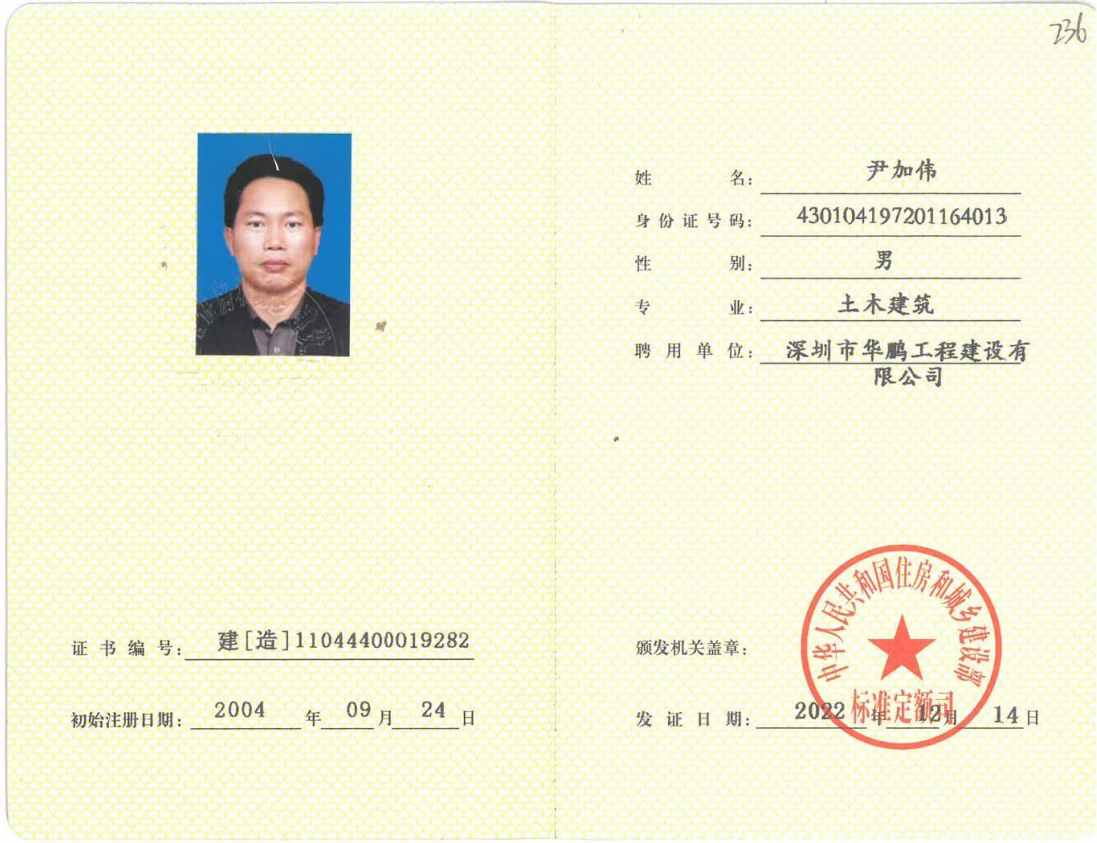 736
姓名: 尹加伟
身份证号码: 430104197201164013
性别: 男
专业: 土木建筑
聘用单位: 深圳市华鹏工程建设有
限公司
证书编号: 建[造]11044400019282
初始注册日期: 2004 年 09 月 24 日
颁发机关盖章:
中华人民共和国住房和城乡建设部
标准定额司
发证日期: 2022 年 12 月 14 日